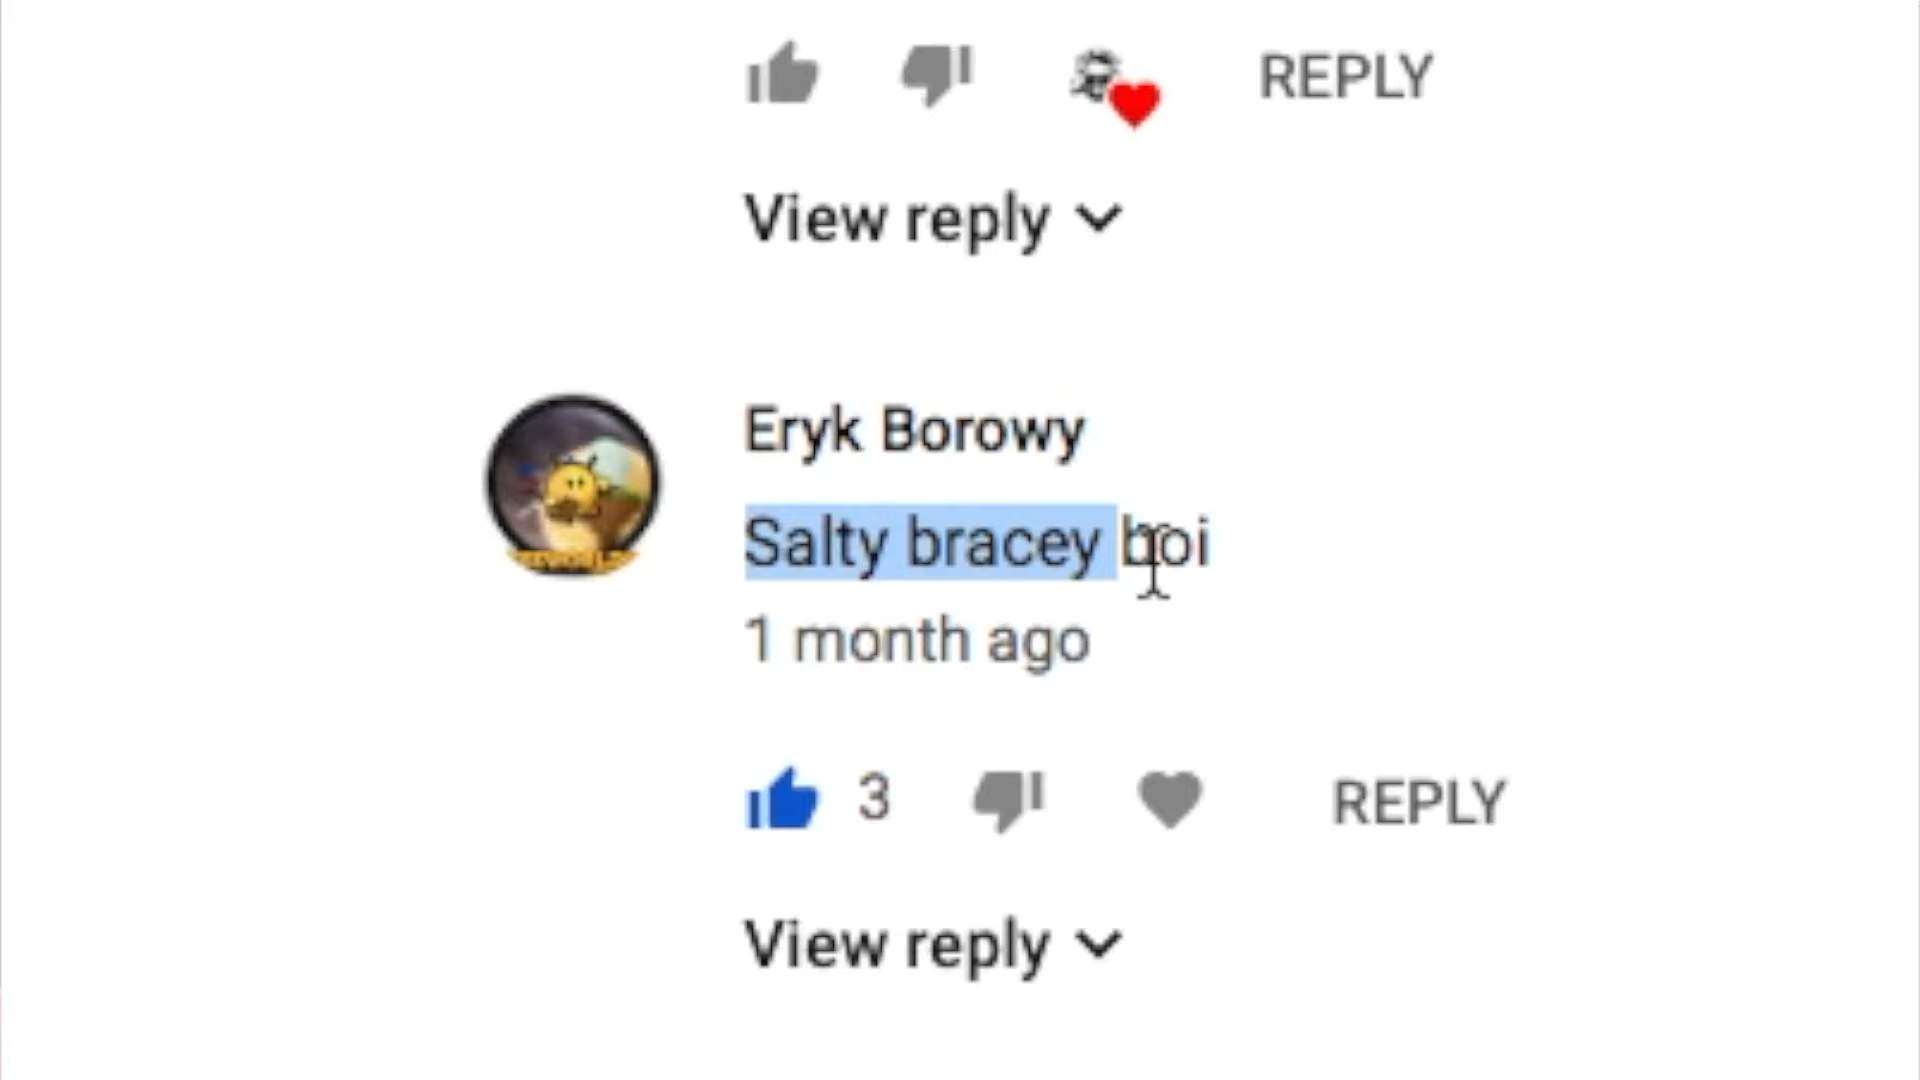 REPLY
View reply
Eryk Borowy
Salty bracey boi
1 month ago
3 REPLY
View reply